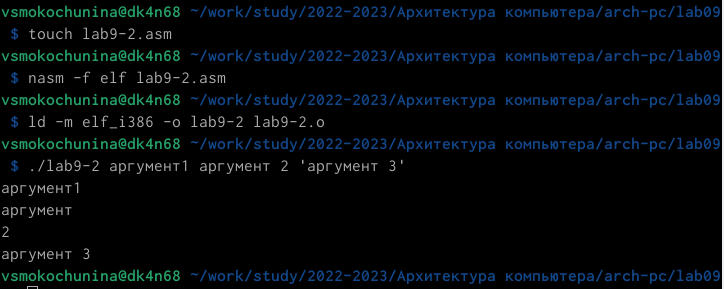 vsmokochunina@dk4n68 ~/work/study/2022-2023/Архитектура компьютера/arch-pc/lab09
$ touch lab9-2.asm
vsmokochunina@dk4n68 ~/work/study/2022-2023/Архитектура компьютера/arch-pc/lab09
$ nasm -f elf lab9-2.asm
vsmokochunina@dk4n68 ~/work/study/2022-2023/Архитектура компьютера/arch-pc/lab09
$ ld -m elf_i386 -o lab9-2 lab9-2.o
vsmokochunina@dk4n68 ~/work/study/2022-2023/Архитектура компьютера/arch-pc/lab09
$ ./lab9-2 аргумент1 аргумент 2 'аргумент 3'
аргумент1
аргумент
2
аргумент 3
vsmokochunina@dk4n68 ~/work/study/2022-2023/Архитектура компьютера/arch-pc/lab09